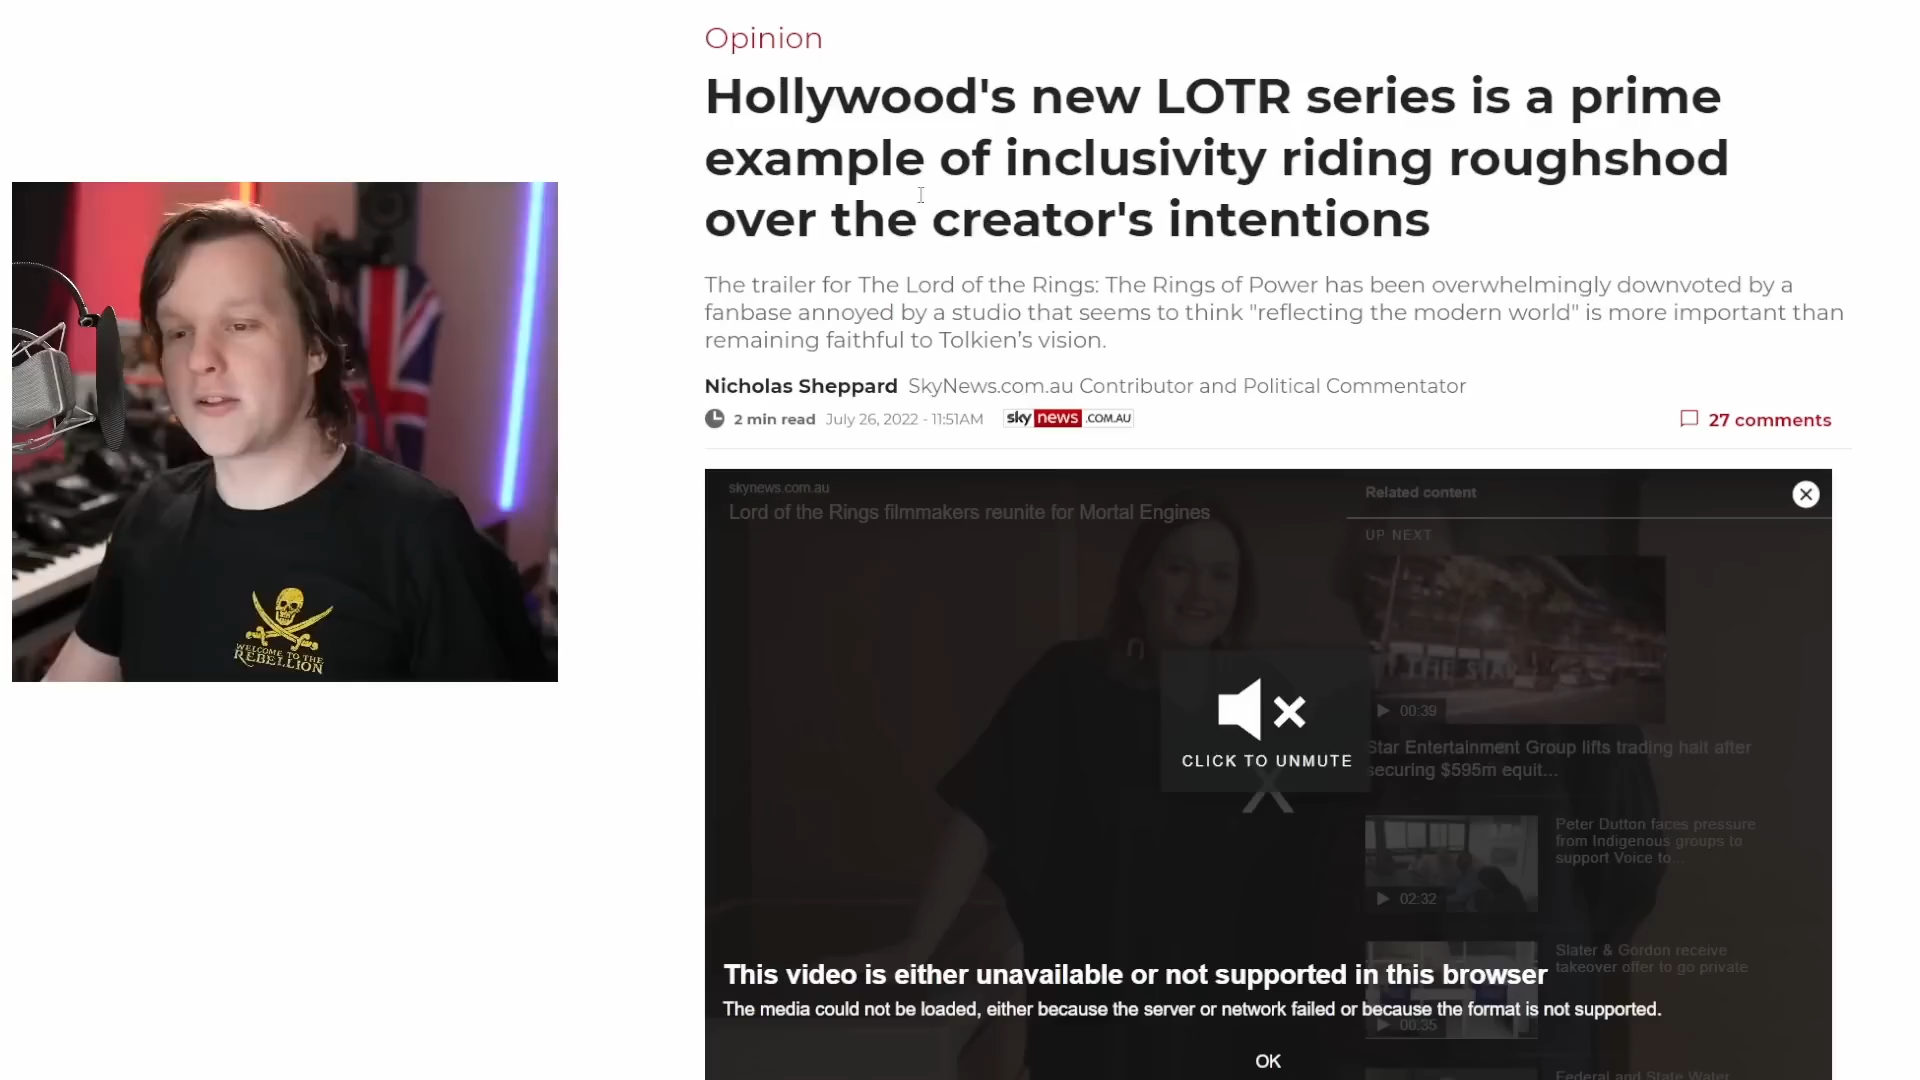 Opinion
Hollywood's new LOTR series is a prime
example of inclusivity riding roughshod
over the creator's intentions
The trailer for The Lord of the Rings: The Rings of Power has been overwhelmingly downvoted by a
fanbase annoyed by a studio that seems to think "reflecting the modern world" is more important than
remaining faithful to Tolkien’s vision.
Nicholas Sheppard SkyNews.com.au Contributor and Political Commentator
2 min read July 26, 2022 - 11:51AM sky news .COM.AU
27 comments
WELCOME TO THE
REBELLION
skynews.com.au
Lord of the Rings filmmakers reunite for Mortal Engines
Related content
UP NEXT
THE STAR
00:39
CLICK TO UNMUTE
Star Entertainment Group lifts trading halt after
securing $595m equit...
Peter Dutton faces pressure
from Indigenous groups to
support Voice to...
02:32
Slater & Gordon receive
takeover offer to go private
00:35
This video is either unavailable or not supported in this browser
The media could not be loaded, either because the server or network failed or because the format is not supported.
OK
Federal and State Water